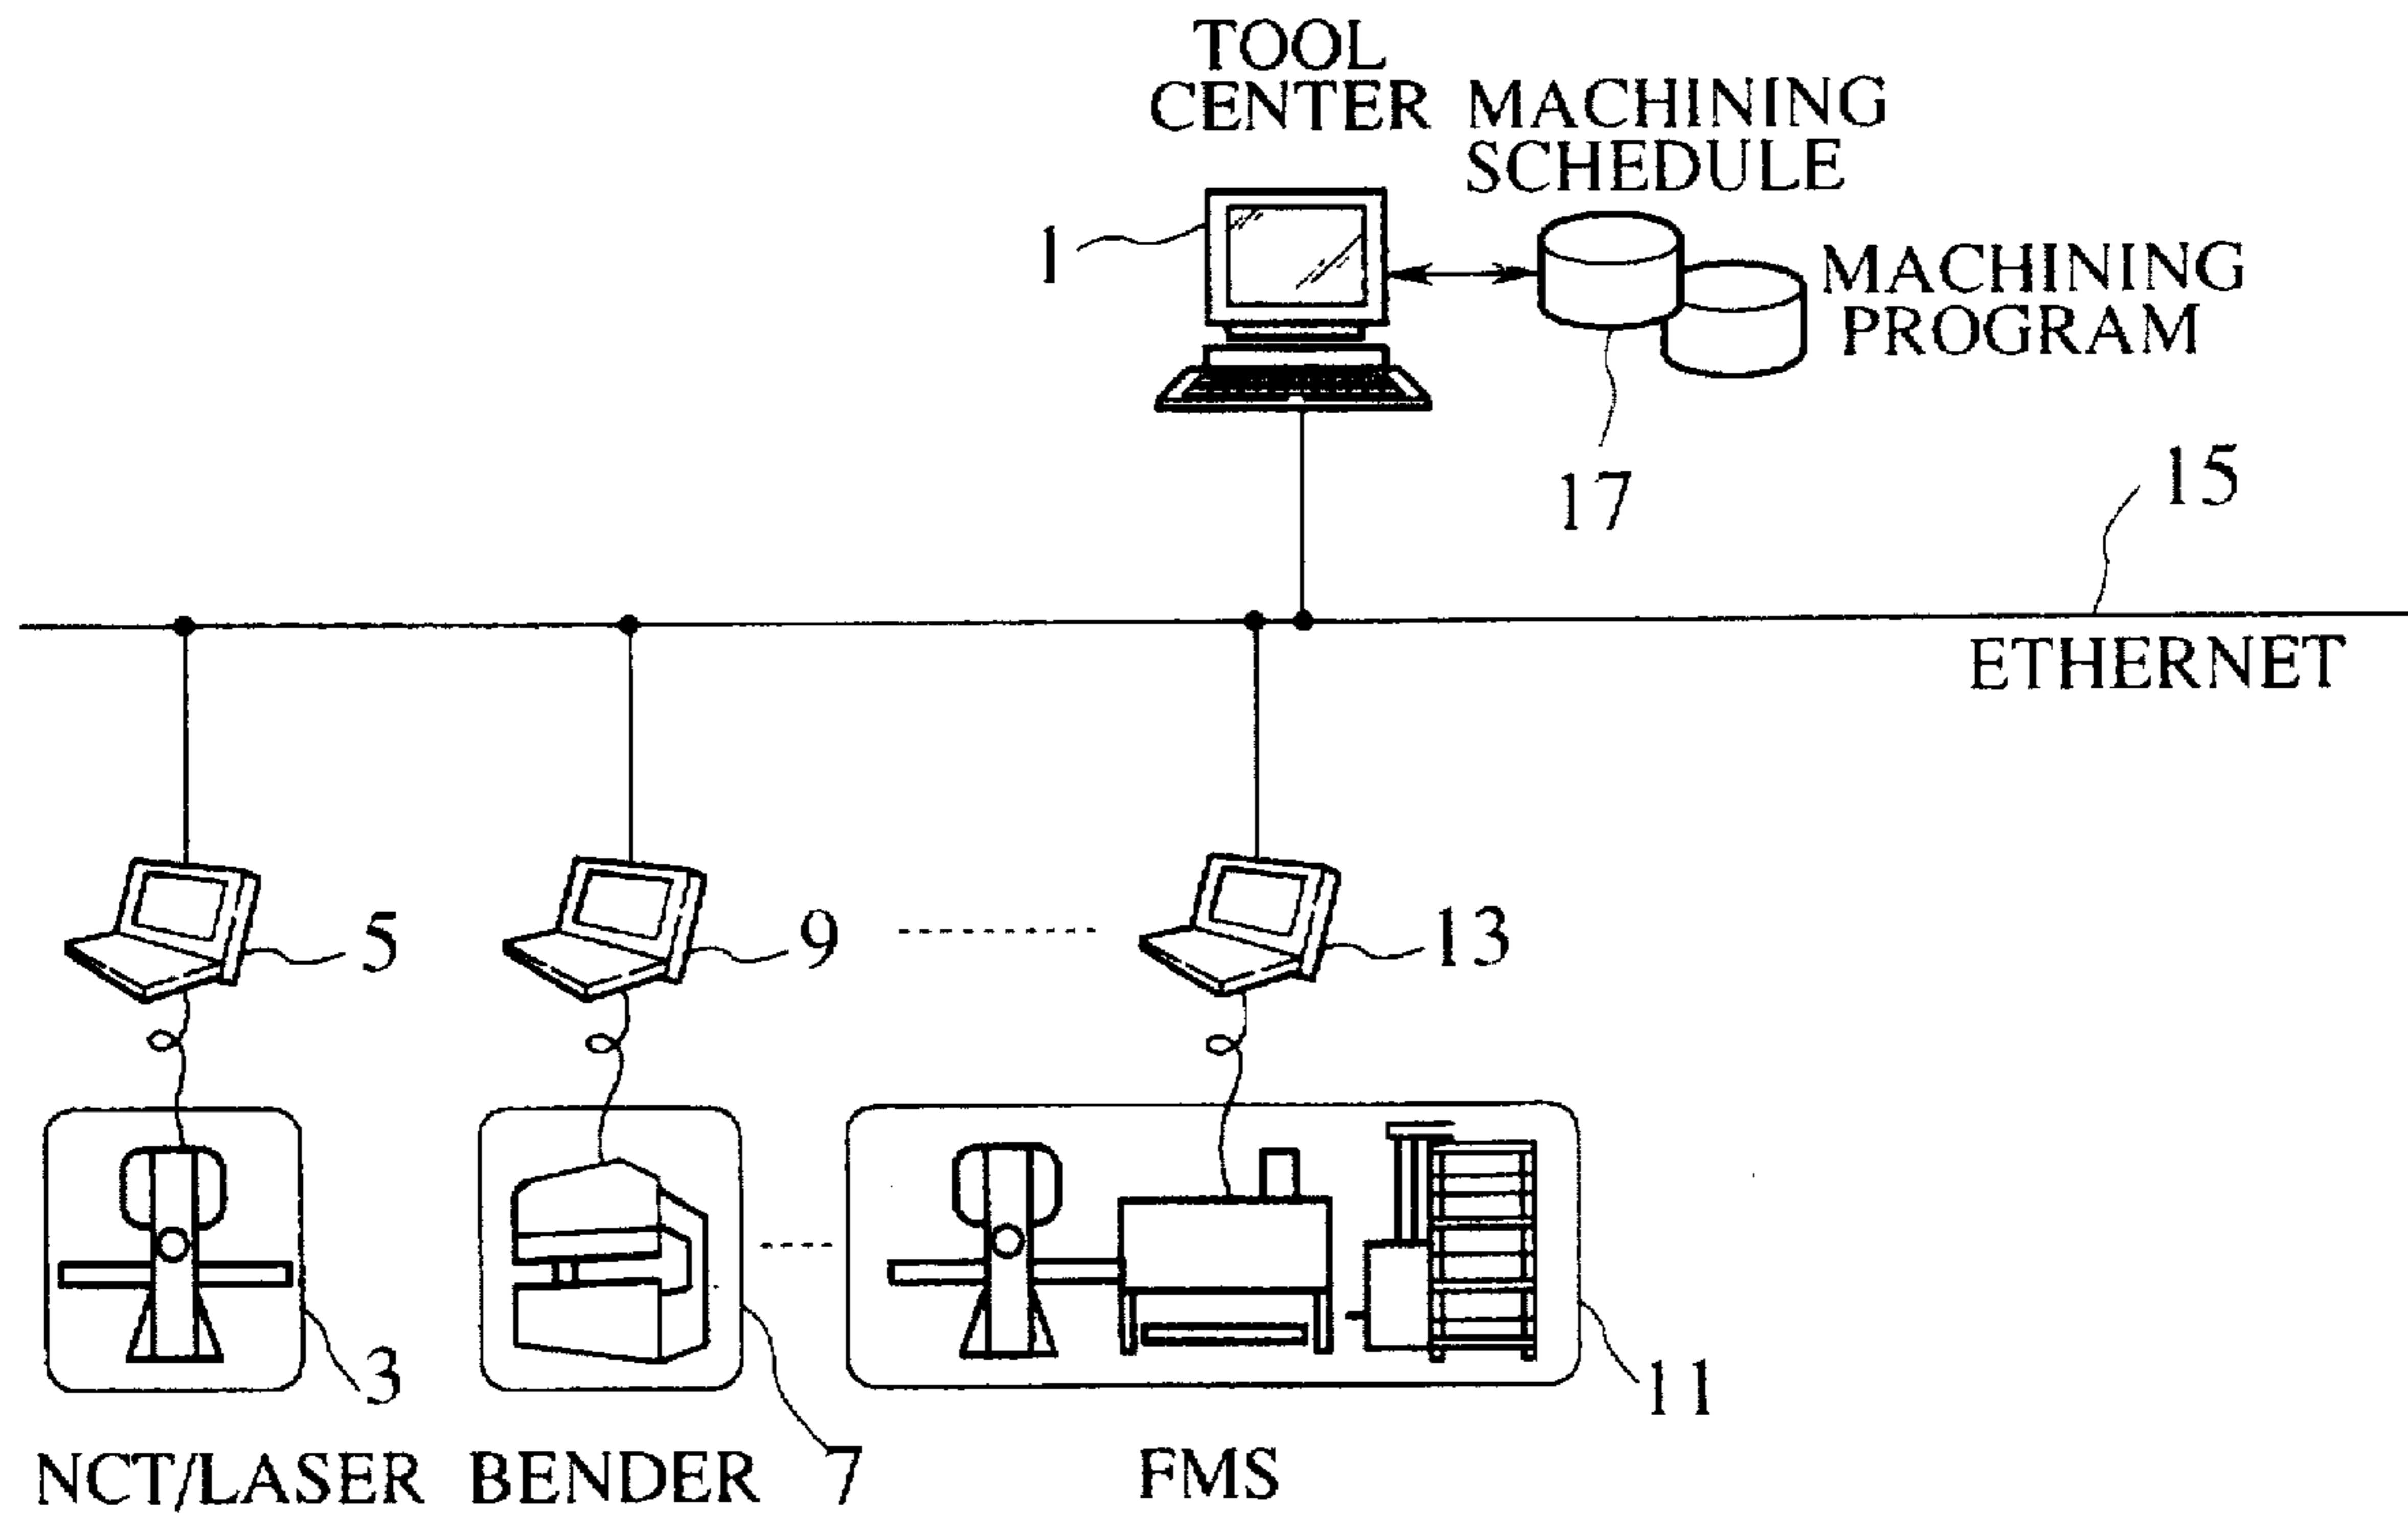 TOOL
CENTER
MACHINING
SCHEDULE
1
MACHINING
PROGRAM
17
15
ETHERNET
5
9
13
3
7
11
NCT/LASER
BENDER
FMS